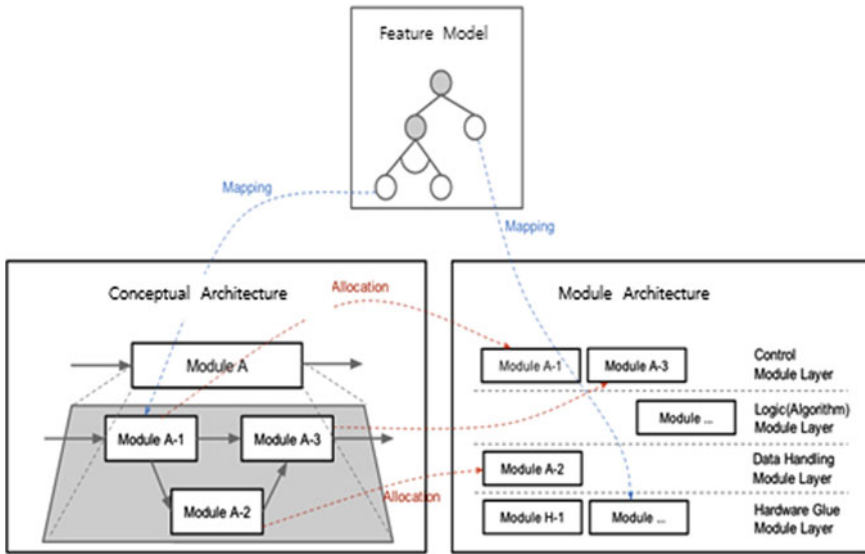 Feature Model
Mapping
Mapping
Conceptual Architecture
Allocation
Module Architecture
Module A
Module A-1
Module A-3
Module A-2
Allocation
Module A-1
Module A-3
Control
Module Layer
Module ...
Logic(Algorithm)
Module Layer
Module A-2
Data Handling
Module Layer
Module H-1
Module ...
Hardware Glue
Module Layer